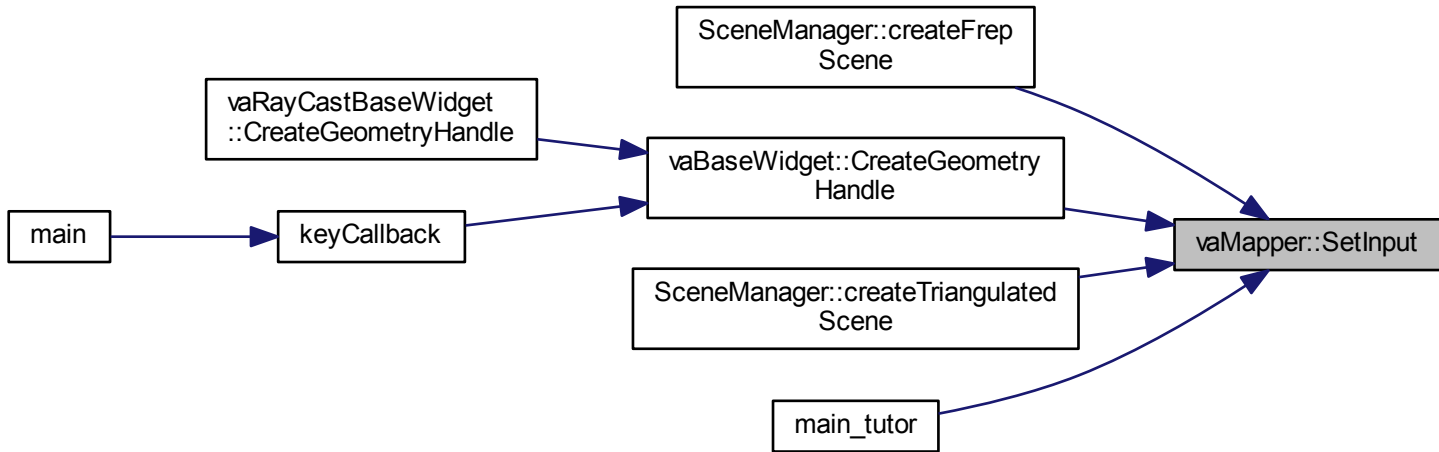 SceneManager::createFrep
Scene
vaRayCastBaseWidget
::CreateGeometryHandle
vaBaseWidget::CreateGeometry
Handle
main
keyCallback
vaMapper::SetInput
SceneManager::createTriangulated
Scene
main_tutor